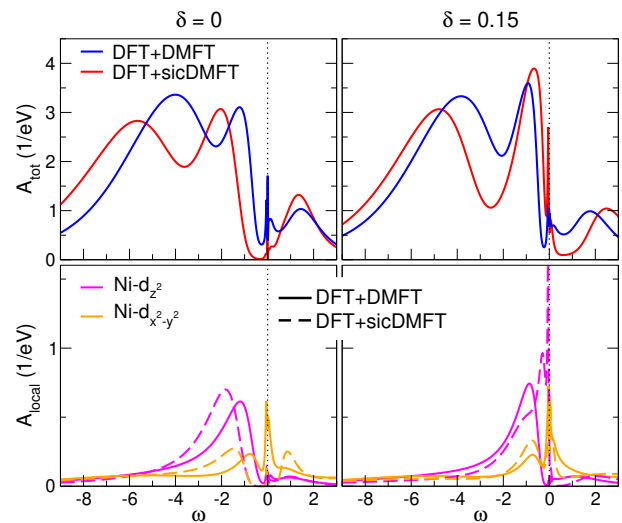 δ = 0
δ = 0.15
DFT+DMFT
DFT+sicDMFT
A_tot (1/eV)
4
3
2
1
0
Ni-d_z²
Ni-d_x²-y²
DFT+DMFT
DFT+sicDMFT
A_local (1/eV)
1
0
-8 -6 -4 -2 0 2
-8 -6 -4 -2 0 2
ω
ω